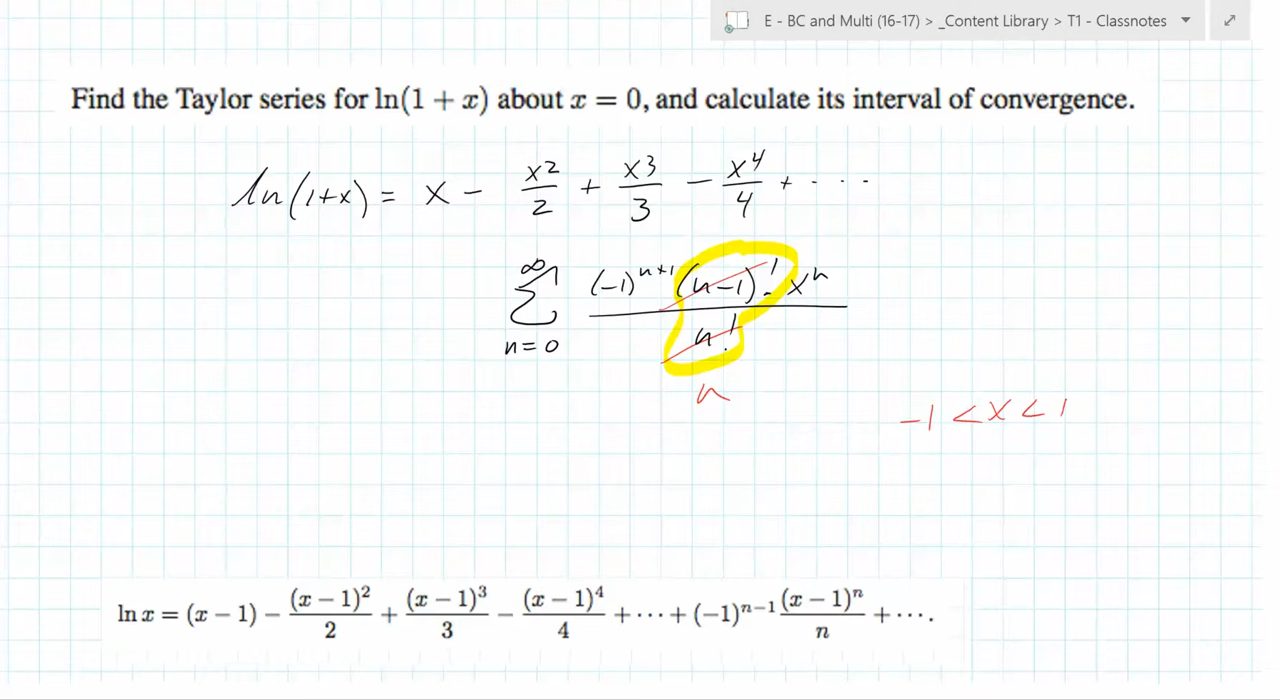 E - BC and Multi (16-17) > _Content Library > T1 - Classnotes
Find the Taylor series for ln(1 + x) about x = 0, and calculate its interval of convergence.
ln(1+x) = x - x²/2 + x³/3 - x⁴/4 + ....
∞
Σ (-1)ⁿ⁺¹ (n-1)! xⁿ / n!
n=0
n
-1 < x < 1
ln x = (x − 1) − (x − 1)²/2 + (x − 1)³/3 − (x − 1)⁴/4 + ⋯ + (−1)ⁿ⁻¹ (x − 1)ⁿ/n + ⋯.